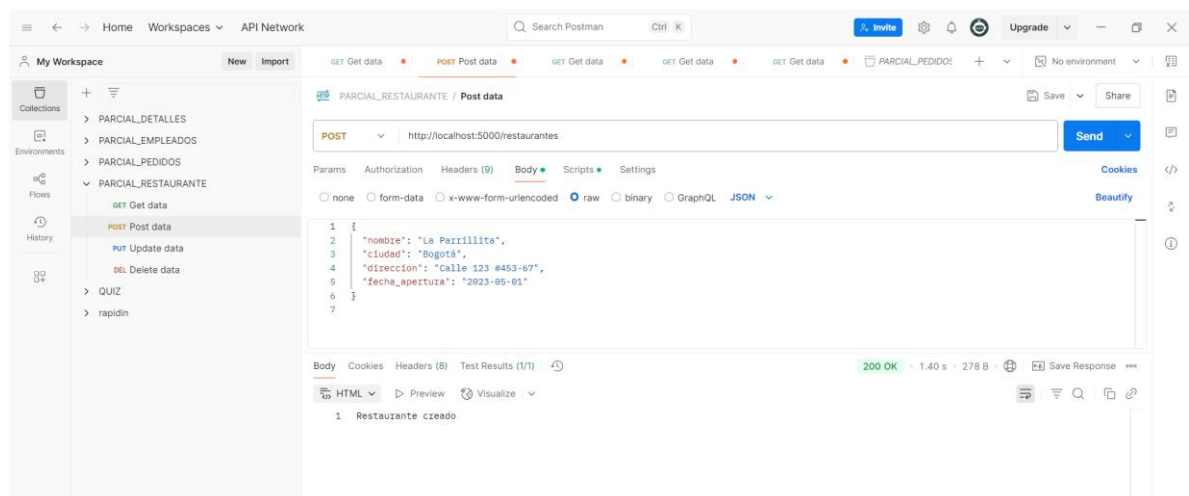 Home Workspaces API Network Search Postman Ctrl K Invite Upgrade
My Workspace New Import GET Get data POST Post data GET Get data GET Get data GET Get data PARCIAL_PEDIDOS No environment
Collections
Environments
Flows
History
PARCIAL_DETALLES
PARCIAL_EMPLEADOS
PARCIAL_PEDIDOS
PARCIAL_RESTAURANTE
GET Get data
POST Post data
PUT Update data
DEL Delete data
QUIZ
rapidin
HTTP PARCIAL_RESTAURANTE / Post data Save Share
POST http://localhost:5000/restaurantes Send
Params Authorization Headers (9) Body Scripts Settings Cookies
none form-data x-www-form-urlencoded raw binary GraphQL JSON Beautify
1 {
2 "nombre": "La Parrillita",
3 "ciudad": "Bogotá",
4 "direccion": "Calle 123 #453-67",
5 "fecha_apertura": "2023-05-01"
6 }
7
Body Cookies Headers (8) Test Results (1/1) 200 OK 1.40 s 278 B Save Response
HTML Preview Visualize
1 Restaurante creado